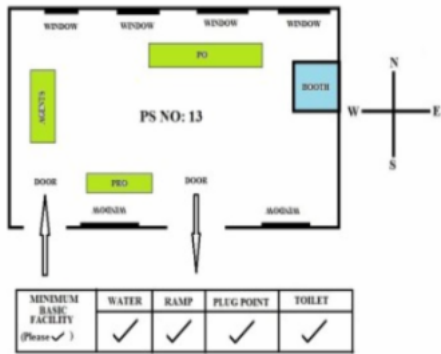 WINDOW WINDOW WINDOW WINDOW
PO
BOOTH
AGENTS
PS NO: 13
N
W E
S
DOOR PRO DOOR
WINDOW WINDOW
MINIMUM BASIC FACILITY (Please ✓ ) WATER RAMP PLUG POINT TOILET
✓ ✓ ✓ ✓